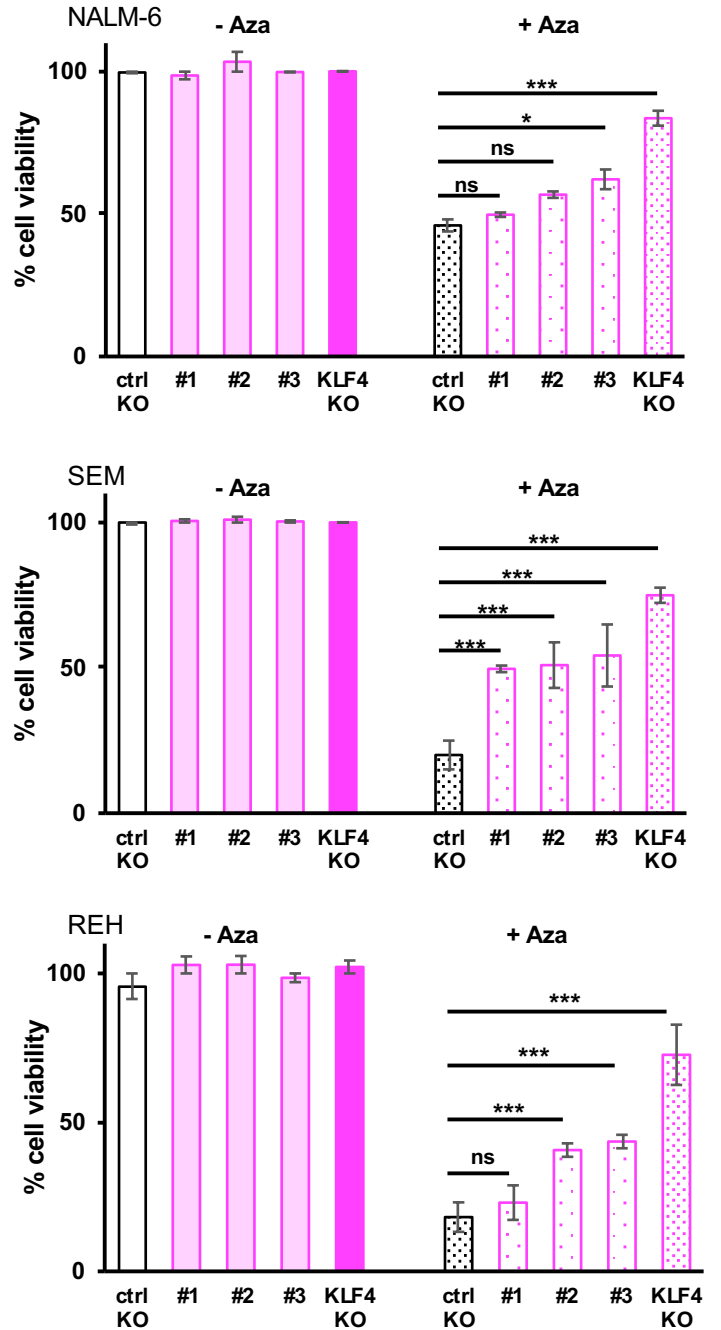 NALM-6
- Aza + Aza
% cell viability
100
50
0
***
*
ns
ns
ctrl KO #1 #2 #3 KLF4 KO ctrl KO #1 #2 #3 KLF4 KO
SEM
- Aza + Aza
% cell viability
100
50
0
***
***
***
***
ctrl KO #1 #2 #3 KLF4 KO ctrl KO #1 #2 #3 KLF4 KO
REH
- Aza + Aza
% cell viability
100
50
0
***
***
***
ns
ctrl KO #1 #2 #3 KLF4 KO ctrl KO #1 #2 #3 KLF4 KO